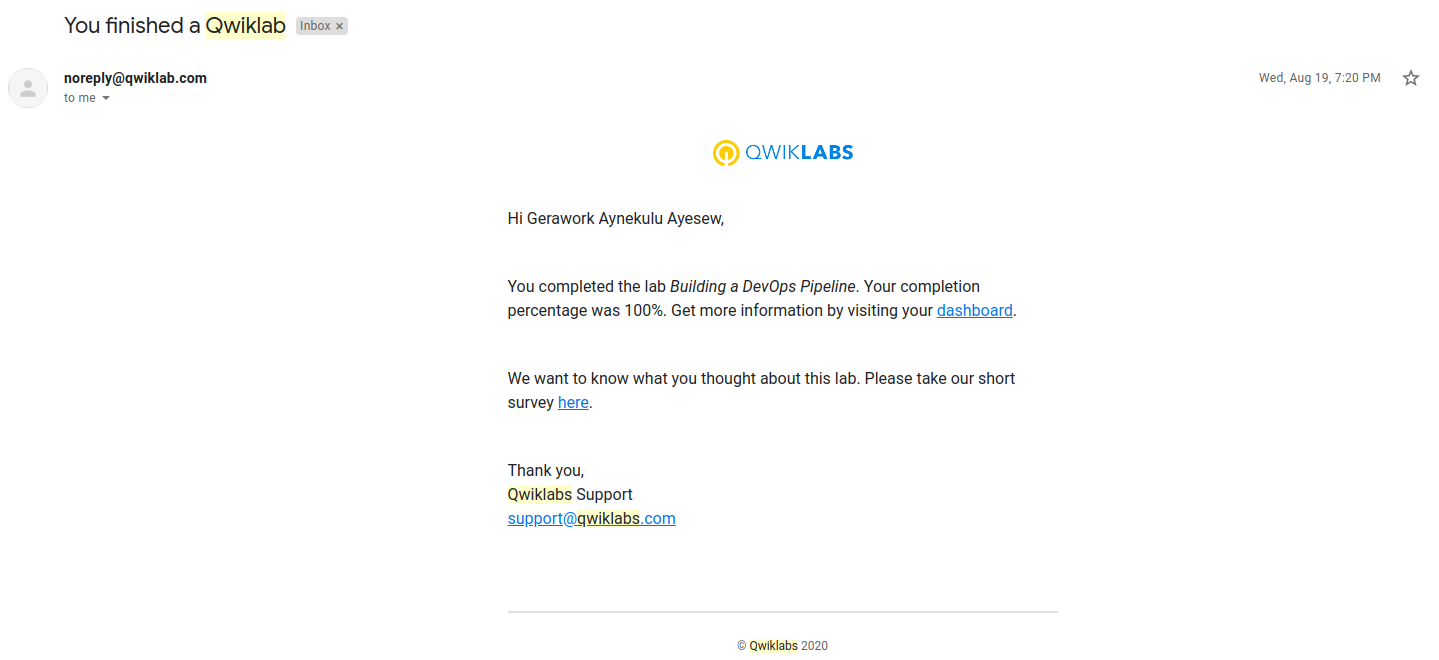 You finished a Qwiklab Inbox ×
noreply@qwiklab.com
Wed, Aug 19, 7:20 PM
to me
QWIKLABS
Hi Gerawork Aynekulu Ayesew,
You completed the lab Building a DevOps Pipeline. Your completion
percentage was 100%. Get more information by visiting your dashboard.
We want to know what you thought about this lab. Please take our short
survey here.
Thank you,
Qwiklabs Support
support@qwiklabs.com
© Qwiklabs 2020